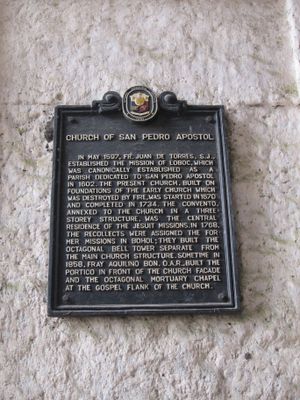 CHURCH OF SAN PEDRO APOSTOL
IN MAY 1597, FR. JUAN DE TORRES, S.J.,
ESTABLISHED THE MISSION OF LOBOC, WHICH
WAS CANONICALLY ESTABLISHED AS A
PARISH DEDICATED TO SAN PEDRO APOSTOL
IN 1602. THE PRESENT CHURCH, BUILT ON
FOUNDATIONS OF THE EARLY CHURCH WHICH
WAS DESTROYED BY FIRE, WAS STARTED IN 1670
AND COMPLETED IN 1734. THE CONVENTO,
ANNEXED TO THE CHURCH IN A THREE-
STOREY STRUCTURE, WAS THE CENTRAL
RESIDENCE OF THE JESUIT MISSIONS. IN 1768,
THE RECOLLECTS WERE ASSIGNED THE FOR-
MER MISSIONS IN BOHOL; THEY BUILT THE
OCTAGONAL BELL TOWER SEPARATE FROM
THE MAIN CHURCH STRUCTURE. SOMETIME IN
1858, FRAY AQUILINO BON, O.A.R., BUILT THE
PORTICO IN FRONT OF THE CHURCH FACADE
AND THE OCTAGONAL MORTUARY CHAPEL
AT THE GOSPEL FLANK OF THE CHURCH.